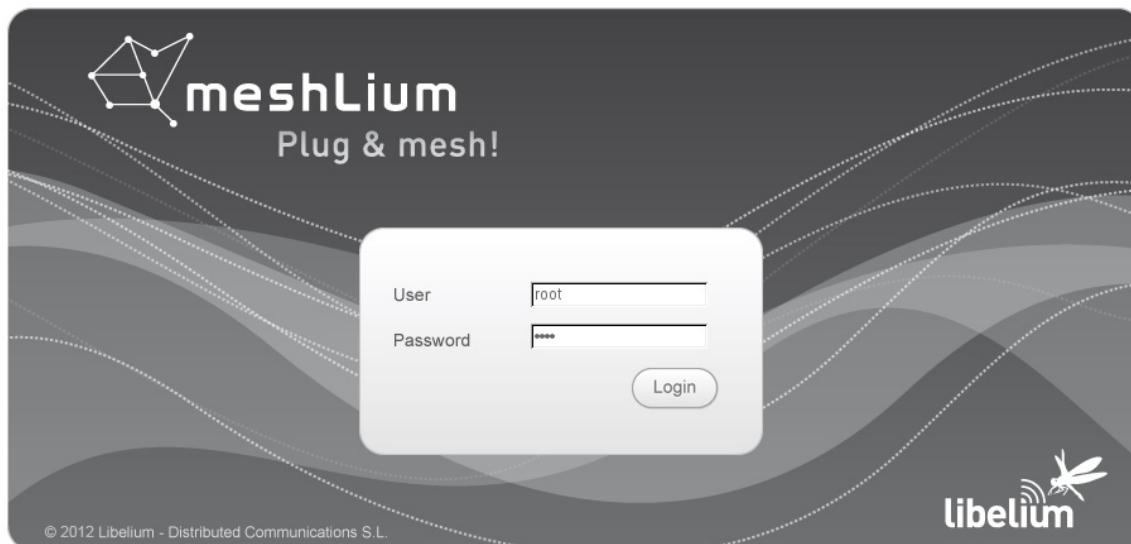 meshLium
Plug & mesh!
User
root
Password
••••
Login
libelium
© 2012 Libelium - Distributed Communications S.L.